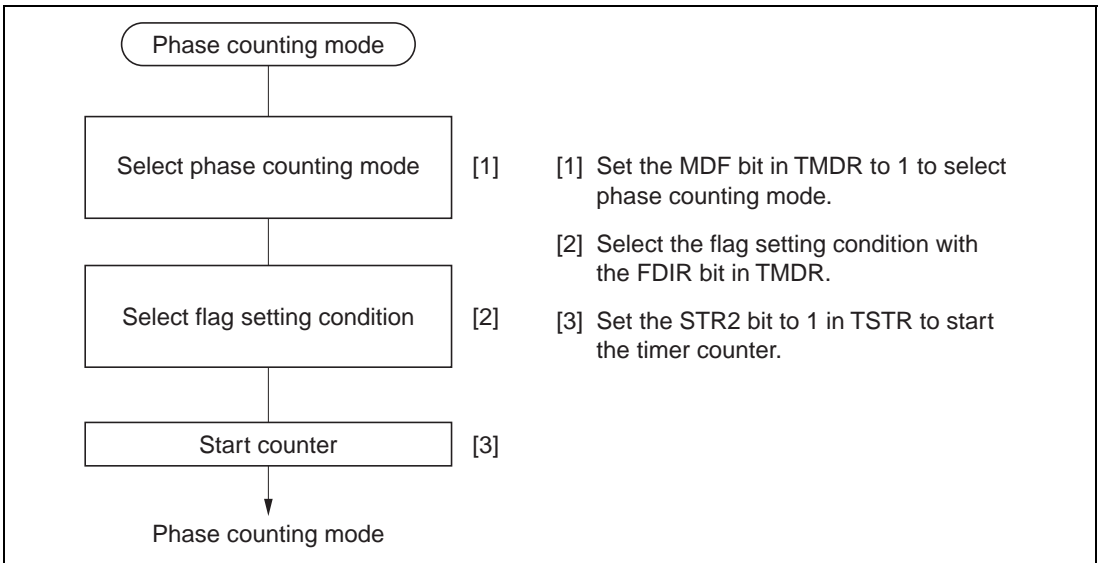 Phase counting mode
Select phase counting mode
[1]
Select flag setting condition
[2]
Start counter
[3]
Phase counting mode
[1] Set the MDF bit in TMDR to 1 to select
phase counting mode.
[2] Select the flag setting condition with
the FDIR bit in TMDR.
[3] Set the STR2 bit to 1 in TSTR to start
the timer counter.